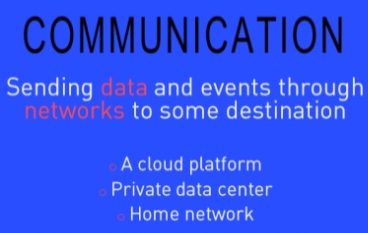 COMMUNICATION
Sending data and events through
networks to some destination
A cloud platform
Private data center
Home network